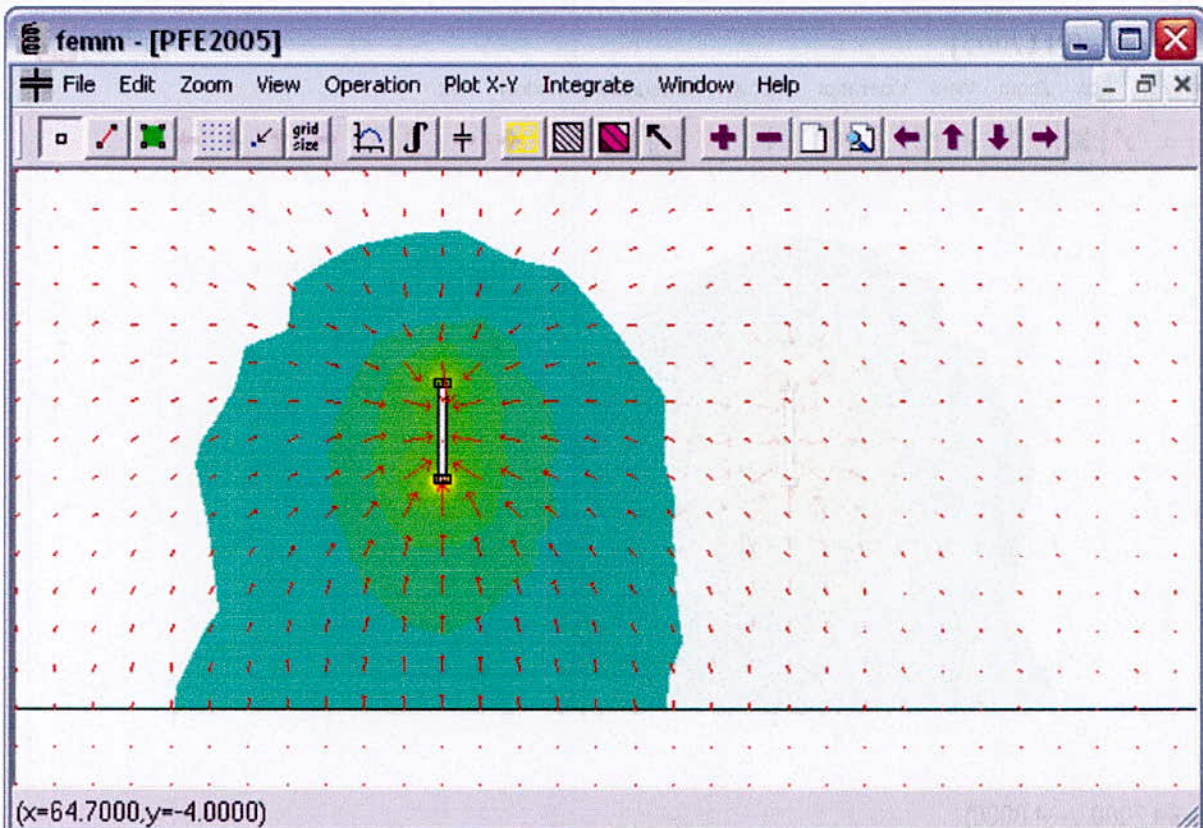 femm - [PFE2005]
File Edit Zoom View Operation Plot X-Y Integrate Window Help
grid size
(x=64.7000,y=-4.0000)